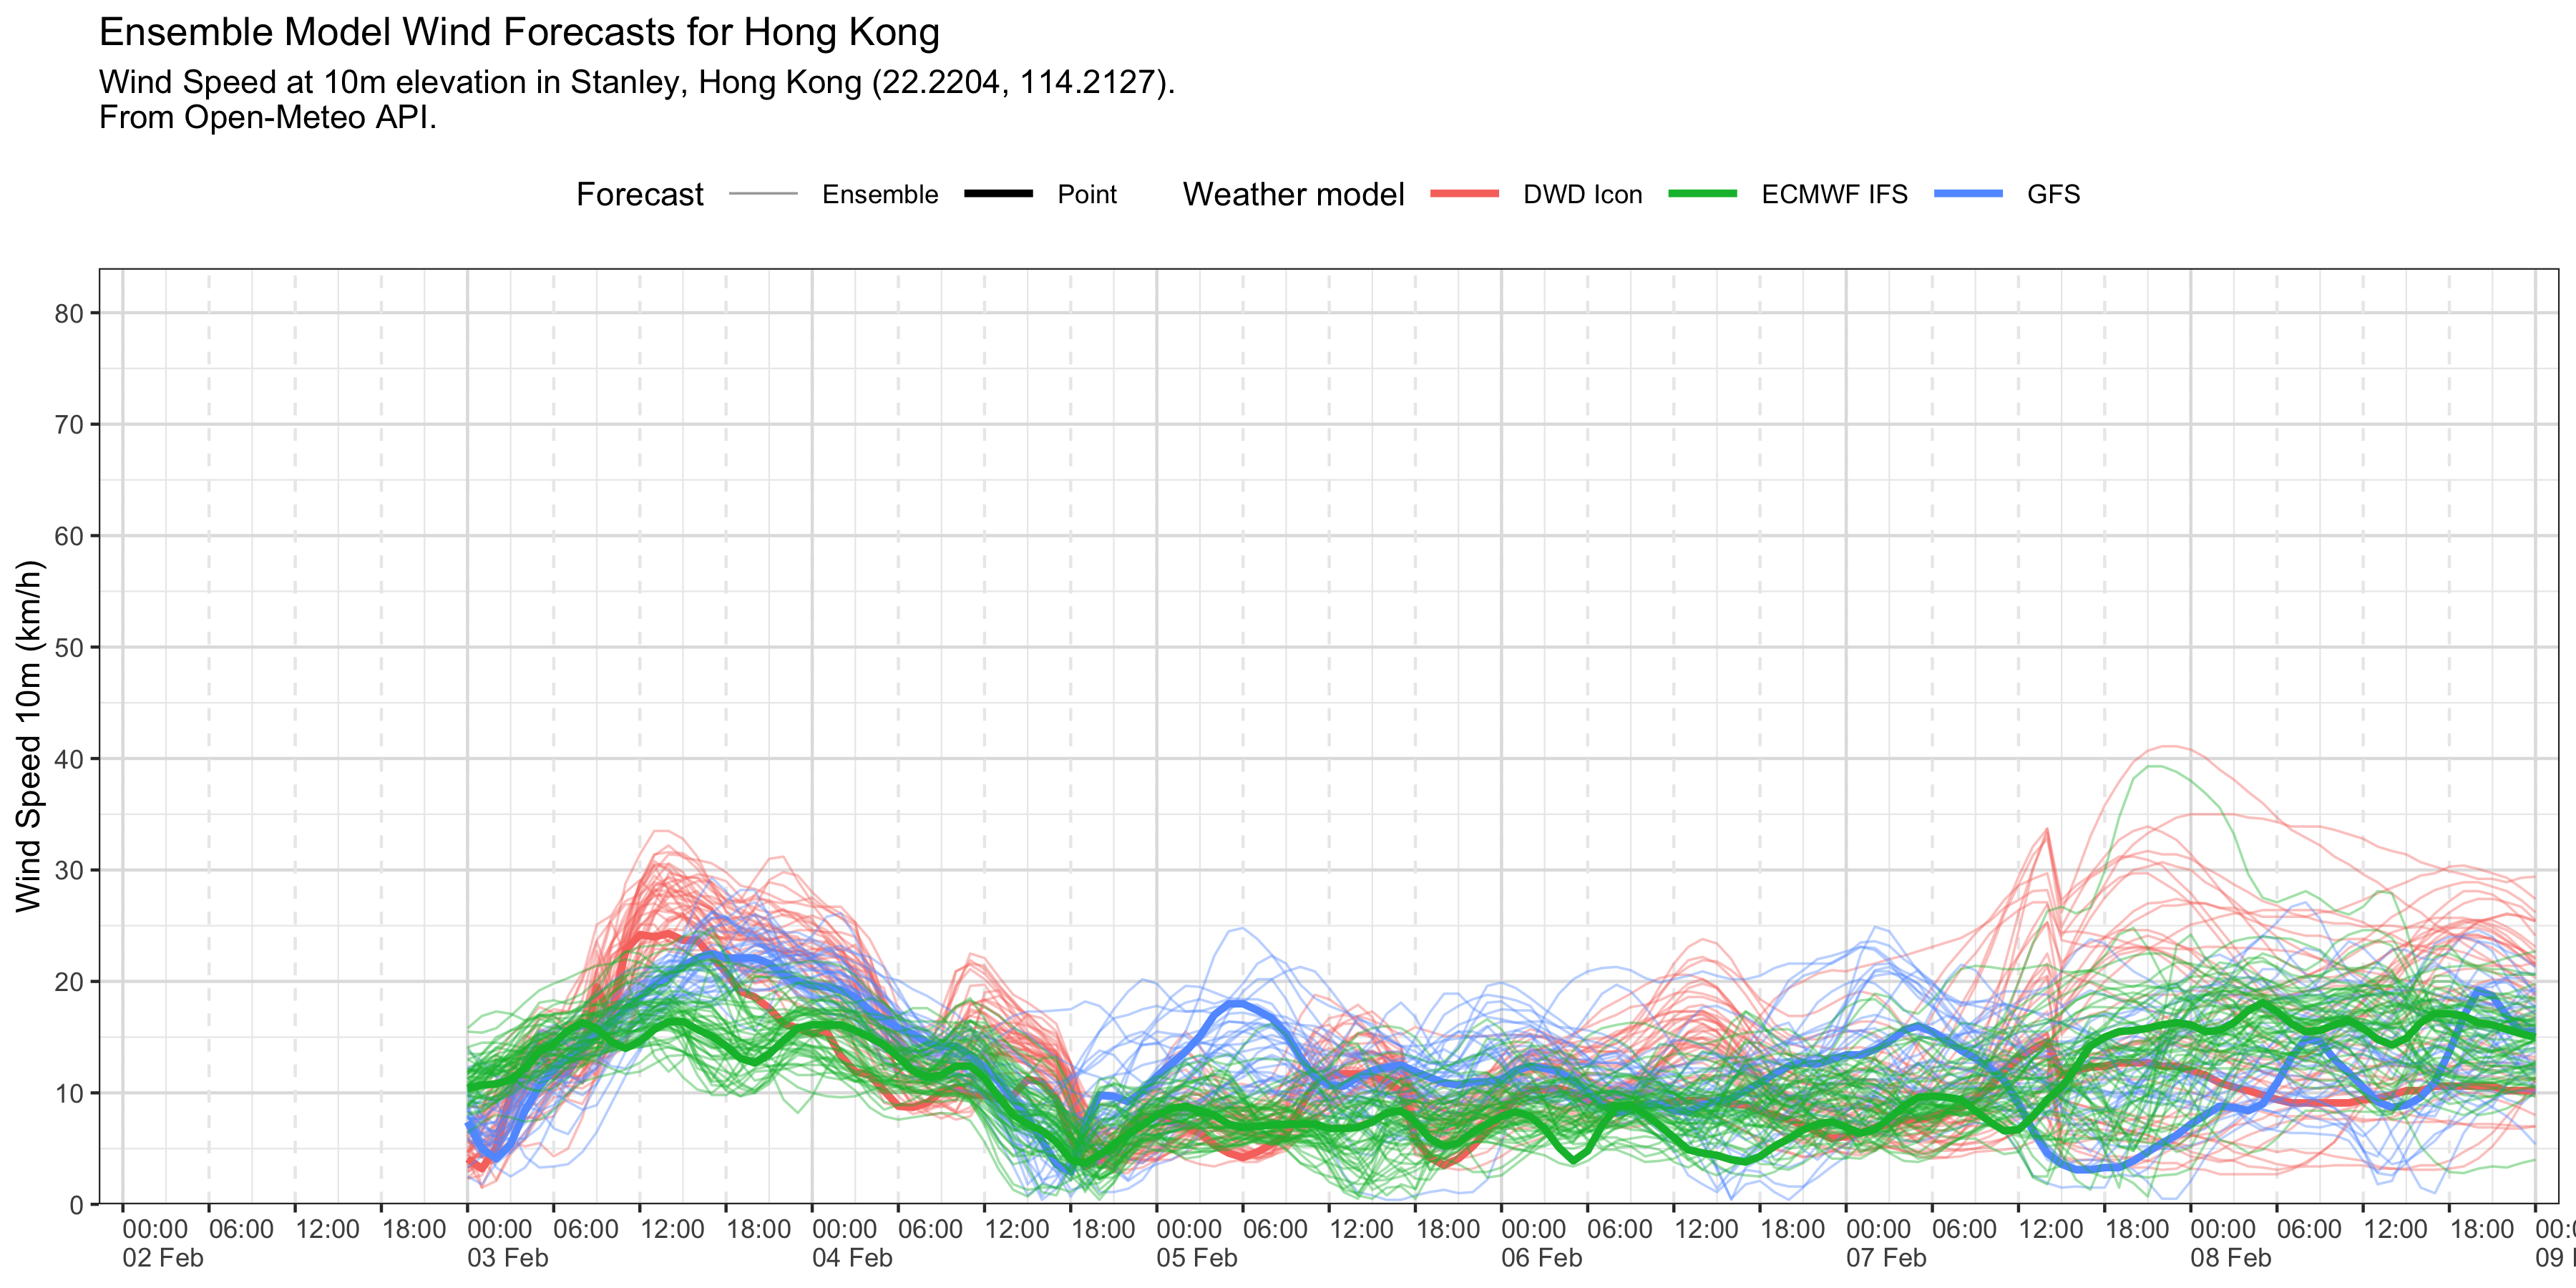 Ensemble Model Wind Forecasts for Hong Kong
Wind Speed at 10m elevation in Stanley, Hong Kong (22.2204, 114.2127).
From Open-Meteo API.
Forecast Ensemble Point Weather model DWD Icon ECMWF IFS GFS
Wind Speed 10m (km/h)
80
70
60
50
40
30
20
10
0
00:00 06:00 12:00 18:00 00:00 06:00 12:00 18:00 00:00 06:00 12:00 18:00 00:00 06:00 12:00 18:00 00:00 06:00 12:00 18:00 00:00 06:00 12:00 18:00 00:00 06:00 12:00 18:00
02 Feb 03 Feb 04 Feb 05 Feb 06 Feb 07 Feb 08 Feb 09